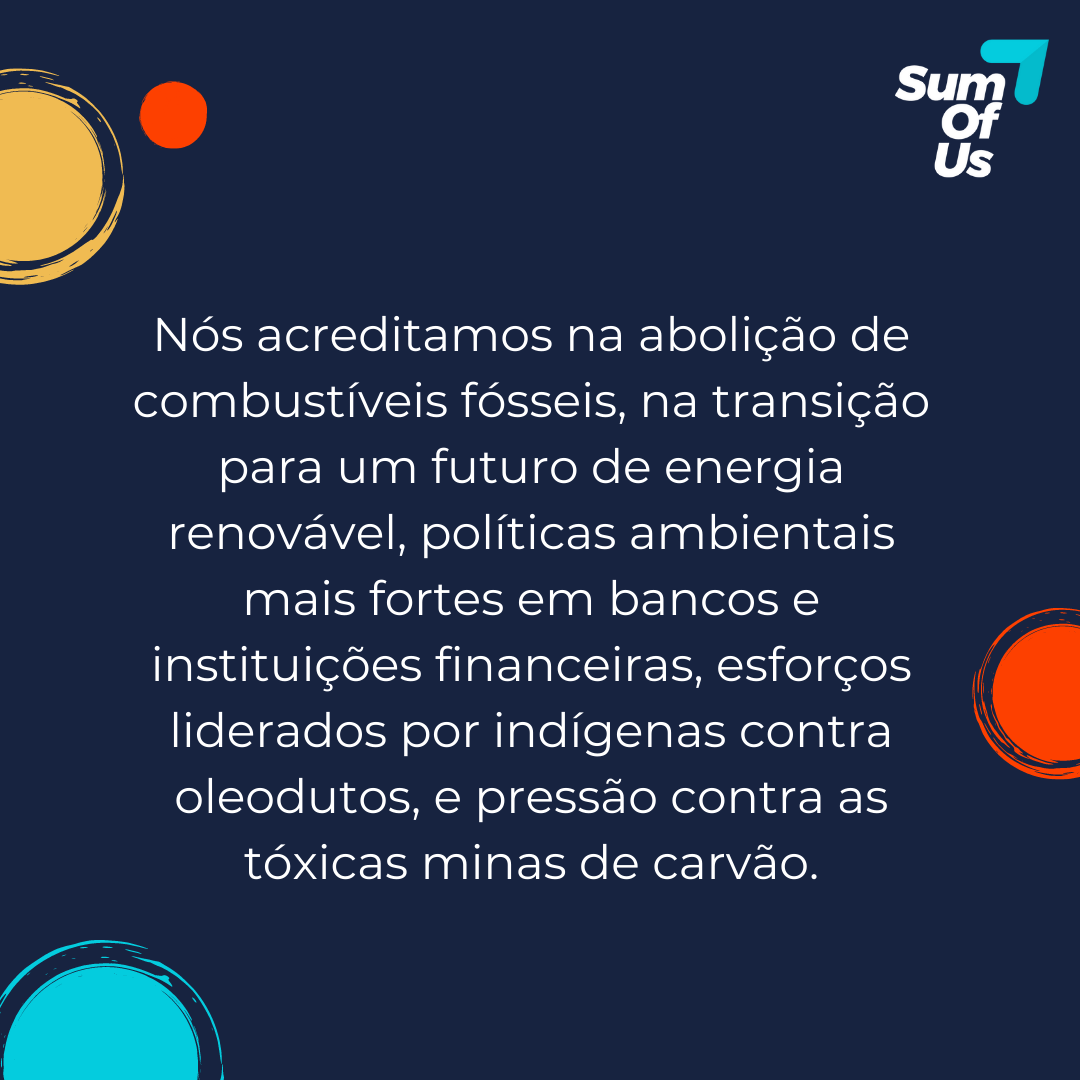 Sum
Of
Us
Nós acreditamos na abolição de
combustíveis fósseis, na transição
para um futuro de energia
renovável, políticas ambientais
mais fortes em bancos e
instituições financeiras, esforços
liderados por indígenas contra
oleodutos, e pressão contra as
tóxicas minas de carvão.